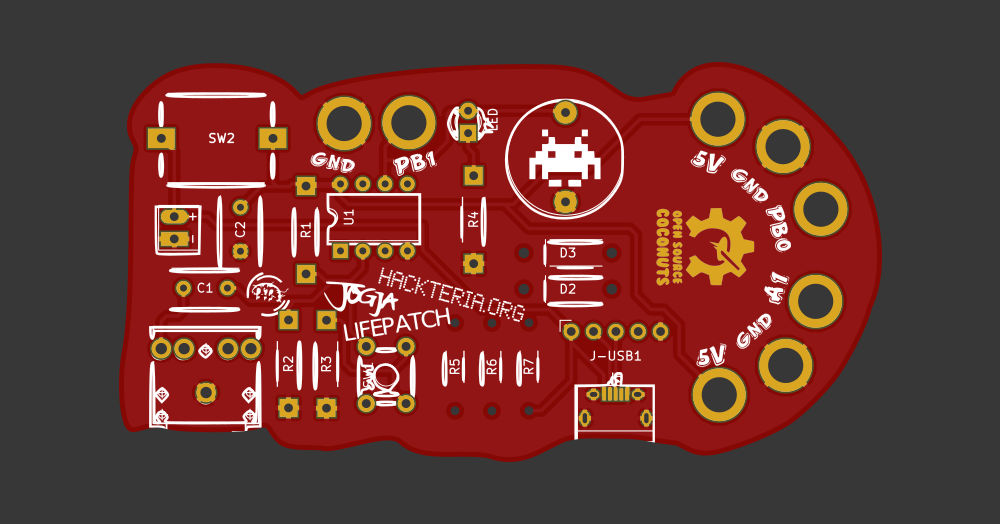 SW2
GND
PB1
LED
5V
GND
PB0
+
-
C2
R1
U1
R4
D3
D2
OPEN SOURCE
COCONUTS
A1
GND
5V
C1
JOGJA
HACKTERIA.ORG
LIFEPATCH
R2
R3
R5
R6
R7
J-USB1